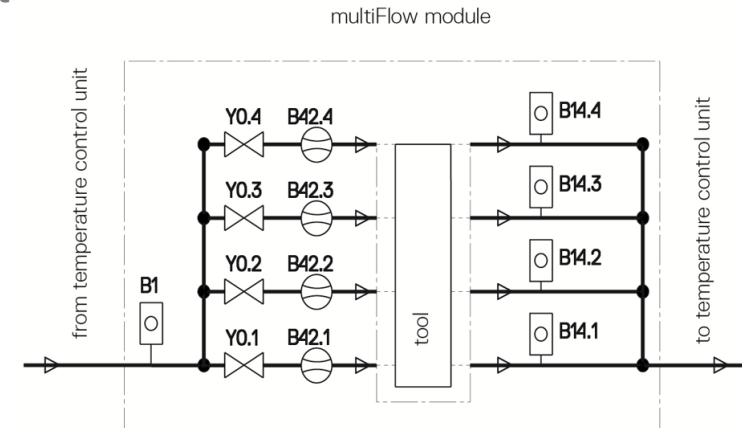 multiFlow module
from temperature control unit
Y0.4 B42.4
B14.4
Y0.3 B42.3
B14.3
Y0.2 B42.2
B14.2
B1
Y0.1 B42.1
B14.1
tool
to temperature control unit